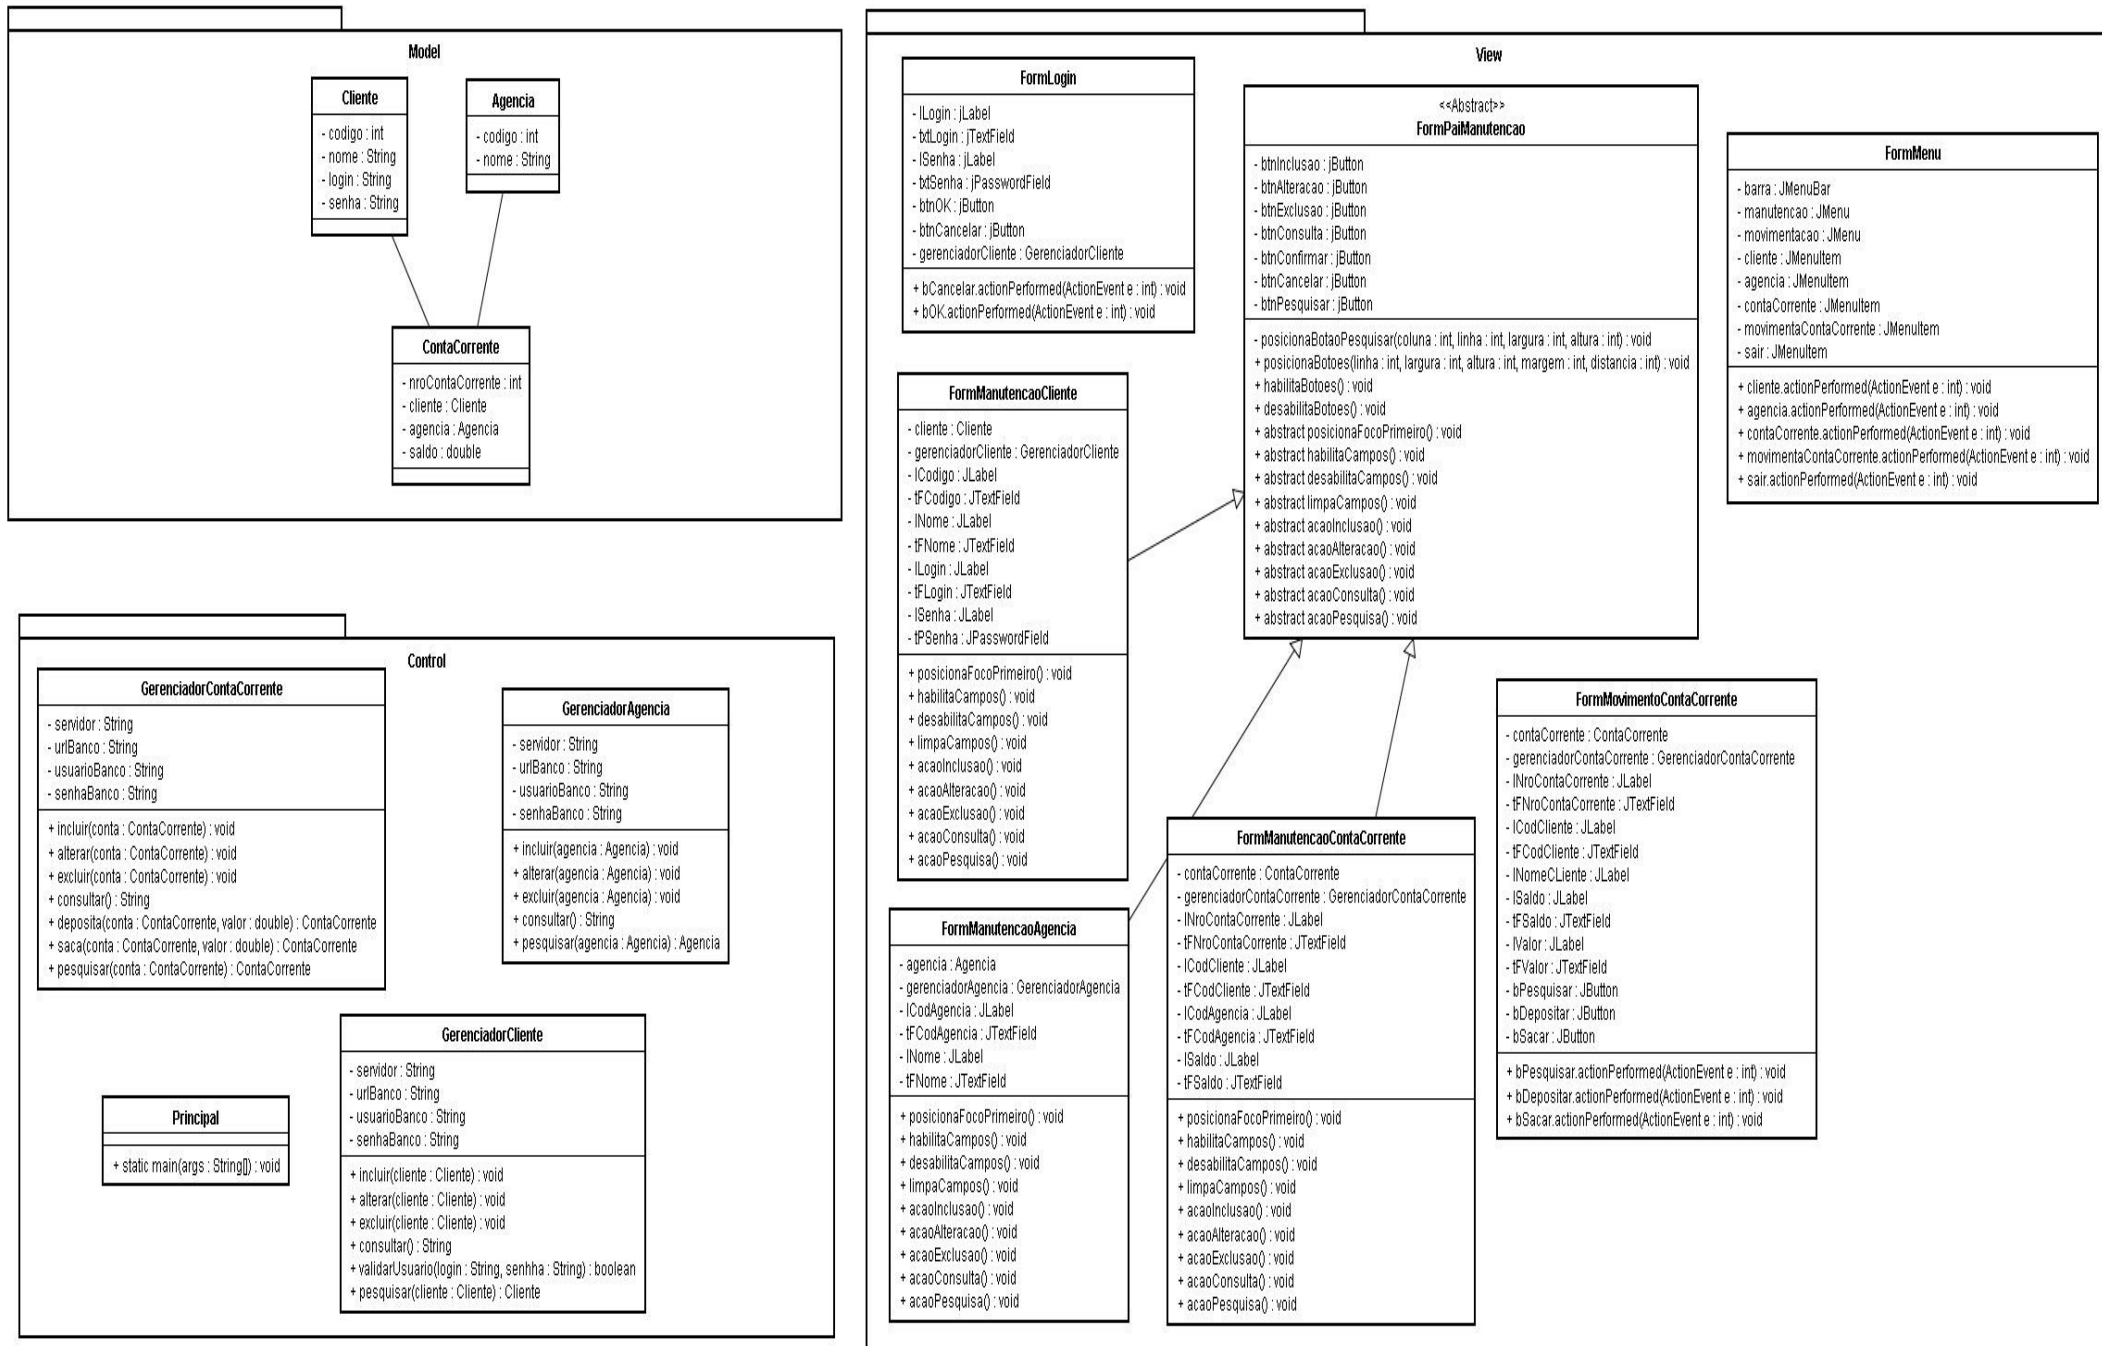 Model
Cliente
- codigo : int
- nome : String
- login : String
- senha : String
Agencia
- codigo : int
- nome : String
ContaCorrente
- nroContaCorrente : int
- cliente : Cliente
- agencia : Agencia
- saldo : double
Control
GerenciadorContaCorrente
- servidor : String
- urlBanco : String
- usuarioBanco : String
- senhaBanco : String
+ incluir(conta : ContaCorrente) : void
+ alterar(conta : ContaCorrente) : void
+ excluir(conta : ContaCorrente) : void
+ consultar() : String
+ deposita(conta : ContaCorrente, valor : double) : ContaCorrente
+ saca(conta : ContaCorrente, valor : double) : ContaCorrente
+ pesquisar(conta : ContaCorrente) : ContaCorrente
GerenciadorAgencia
- servidor : String
- urlBanco : String
- usuarioBanco : String
- senhaBanco : String
+ incluir(agencia : Agencia) : void
+ alterar(agencia : Agencia) : void
+ excluir(agencia : Agencia) : void
+ consultar() : String
+ pesquisar(agencia : Agencia) : Agencia
GerenciadorCliente
- servidor : String
- urlBanco : String
- usuarioBanco : String
- senhaBanco : String
+ incluir(cliente : Cliente) : void
+ alterar(cliente : Cliente) : void
+ excluir(cliente : Cliente) : void
+ consultar() : String
+ validarUsuario(login : String, senhha : String) : boolean
+ pesquisar(cliente : Cliente) : Cliente
Principal
+ static main(args : String[]) : void
View
FormLogin
- lLogin : jLabel
- txtLogin : jTextField
- lSenha : jLabel
- txtSenha : jPasswordField
- btnOK : jButton
- btnCancelar : jButton
- gerenciadorCliente : GerenciadorCliente
+ bCancelar.actionPerformed(ActionEvent e : int) : void
+ bOK.actionPerformed(ActionEvent e : int) : void
<<Abstract>>
FormPaiManutencao
- btnInclusao : jButton
- btnAlteracao : jButton
- btnExclusao : jButton
- btnConsulta : jButton
- btnConfirmar : jButton
- btnCancelar : jButton
- btnPesquisar : jButton
- posicionaBotaoPesquisar(coluna : int, linha : int, largura : int, altura : int) : void
+ posicionaBotoes(linha : int, largura : int, altura : int, margem : int, distancia : int) : void
+ habilitaBotoes() : void
+ desabilitaBotoes() : void
+ abstract posicionaFocoPrimeiro() : void
+ abstract habilitaCampos() : void
+ abstract desabilitaCampos() : void
+ abstract limpaCampos() : void
+ abstract acaoInclusao() : void
+ abstract acaoAlteracao() : void
+ abstract acaoExclusao() : void
+ abstract acaoConsulta() : void
+ abstract acaoPesquisa() : void
FormMenu
- barra : JMenuBar
- manutencao : JMenu
- movimentacao : JMenu
- cliente : JMenuItem
- agencia : JMenuItem
- contaCorrente : JMenuItem
- movimentaContaCorrente : JMenuItem
- sair : JMenuItem
+ cliente.actionPerformed(ActionEvent e : int) : void
+ agencia.actionPerformed(ActionEvent e : int) : void
+ contaCorrente.actionPerformed(ActionEvent e : int) : void
+ movimentaContaCorrente.actionPerformed(ActionEvent e : int) : void
+ sair.actionPerformed(ActionEvent e : int) : void
FormManutencaoCliente
- cliente : Cliente
- gerenciadorCliente : GerenciadorCliente
- lCodigo : JLabel
- tFCodigo : JTextField
- lNome : JLabel
- tFNome : JTextField
- lLogin : JLabel
- tFLogin : JTextField
- lSenha : JLabel
- tPSenha : JPasswordField
+ posicionaFocoPrimeiro() : void
+ habilitaCampos() : void
+ desabilitaCampos() : void
+ limpaCampos() : void
+ acaoInclusao() : void
+ acaoAlteracao() : void
+ acaoExclusao() : void
+ acaoConsulta() : void
+ acaoPesquisa() : void
FormManutencaoAgencia
- agencia : Agencia
- gerenciadorAgencia : GerenciadorAgencia
- lCodAgencia : JLabel
- tFCodAgencia : JTextField
- lNome : JLabel
- tFNome : JTextField
+ posicionaFocoPrimeiro() : void
+ habilitaCampos() : void
+ desabilitaCampos() : void
+ limpaCampos() : void
+ acaoInclusao() : void
+ acaoAlteracao() : void
+ acaoExclusao() : void
+ acaoConsulta() : void
+ acaoPesquisa() : void
FormManutencaoContaCorrente
- contaCorrente : ContaCorrente
- gerenciadorContaCorrente : GerenciadorContaCorrente
- lNroContaCorrente : JLabel
- tFNroContaCorrente : JTextField
- lCodCliente : JLabel
- tFCodCliente : JTextField
- lCodAgencia : JLabel
- tFCodAgencia : JTextField
- lSaldo : JLabel
- tFSaldo : JTextField
+ posicionaFocoPrimeiro() : void
+ habilitaCampos() : void
+ desabilitaCampos() : void
+ limpaCampos() : void
+ acaoInclusao() : void
+ acaoAlteracao() : void
+ acaoExclusao() : void
+ acaoConsulta() : void
+ acaoPesquisa() : void
FormMovimentoContaCorrente
- contaCorrente : ContaCorrente
- gerenciadorContaCorrente : GerenciadorContaCorrente
- lNroContaCorrente : JLabel
- tFNroContaCorrente : JTextField
- lCodCliente : JLabel
- tFCodCliente : JTextField
- lNomeCLiente : JLabel
- lSaldo : JLabel
- tFSaldo : JTextField
- lValor : JLabel
- tFValor : JTextField
- bPesquisar : JButton
- bDepositar : JButton
- bSacar : JButton
+ bPesquisar.actionPerformed(ActionEvent e : int) : void
+ bDepositar.actionPerformed(ActionEvent e : int) : void
+ bSacar.actionPerformed(ActionEvent e : int) : void